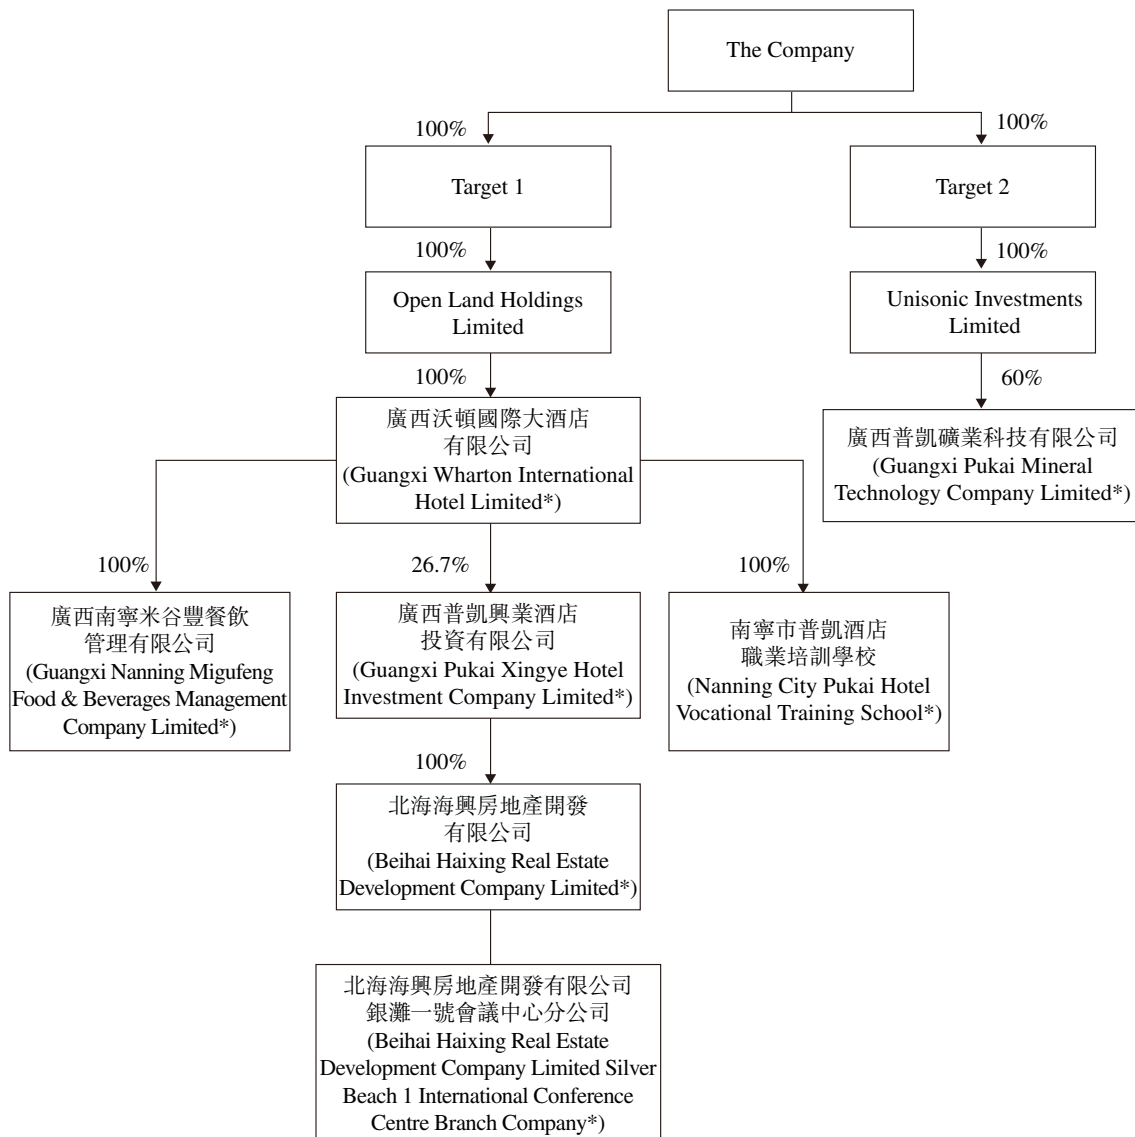 The Company
100%
100%
Target 1
Target 2
100%
100%
Open Land Holdings
Limited
Unisonic Investments
Limited
100%
60%
廣西沃頓國際大酒店
有限公司
(Guangxi Wharton International
Hotel Limited*)
廣西普凱礦業科技有限公司
(Guangxi Pukai Mineral
Technology Company Limited*)
100%
26.7%
100%
廣西南寧米谷豐餐飲
管理有限公司
(Guangxi Nanning Migufeng
Food & Beverages Management
Company Limited*)
廣西普凱興業酒店
投資有限公司
(Guangxi Pukai Xingye Hotel
Investment Company Limited*)
南寧市普凱酒店
職業培訓學校
(Nanning City Pukai Hotel
Vocational Training School*)
100%
北海海興房地產開發
有限公司
(Beihai Haixing Real Estate
Development Company Limited*)
北海海興房地產開發有限公司
銀灘一號會議中心分公司
(Beihai Haixing Real Estate
Development Company Limited Silver
Beach 1 International Conference
Centre Branch Company*)